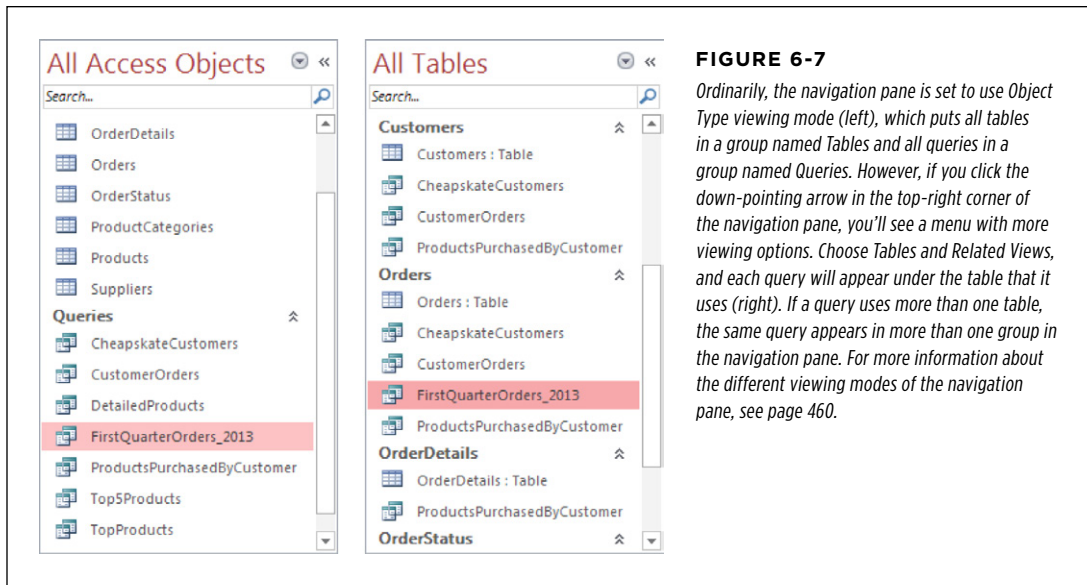 All Access Objects
Search...
OrderDetails
Orders
OrderStatus
ProductCategories
Products
Suppliers
Queries
CheapskateCustomers
CustomerOrders
DetailedProducts
FirstQuarterOrders_2013
ProductsPurchasedByCustomer
Top5Products
TopProducts
All Tables
Search...
Customers
Customers : Table
CheapskateCustomers
CustomerOrders
ProductsPurchasedByCustomer
Orders
Orders : Table
CheapskateCustomers
CustomerOrders
FirstQuarterOrders_2013
ProductsPurchasedByCustomer
OrderDetails
OrderDetails : Table
ProductsPurchasedByCustomer
OrderStatus
FIGURE 6-7
Ordinarily, the navigation pane is set to use Object
Type viewing mode (left), which puts all tables
in a group named Tables and all queries in a
group named Queries. However, if you click the
down-pointing arrow in the top-right corner of
the navigation pane, you'll see a menu with more
viewing options. Choose Tables and Related Views,
and each query will appear under the table that it
uses (right). If a query uses more than one table,
the same query appears in more than one group in
the navigation pane. For more information about
the different viewing modes of the navigation
pane, see page 460.